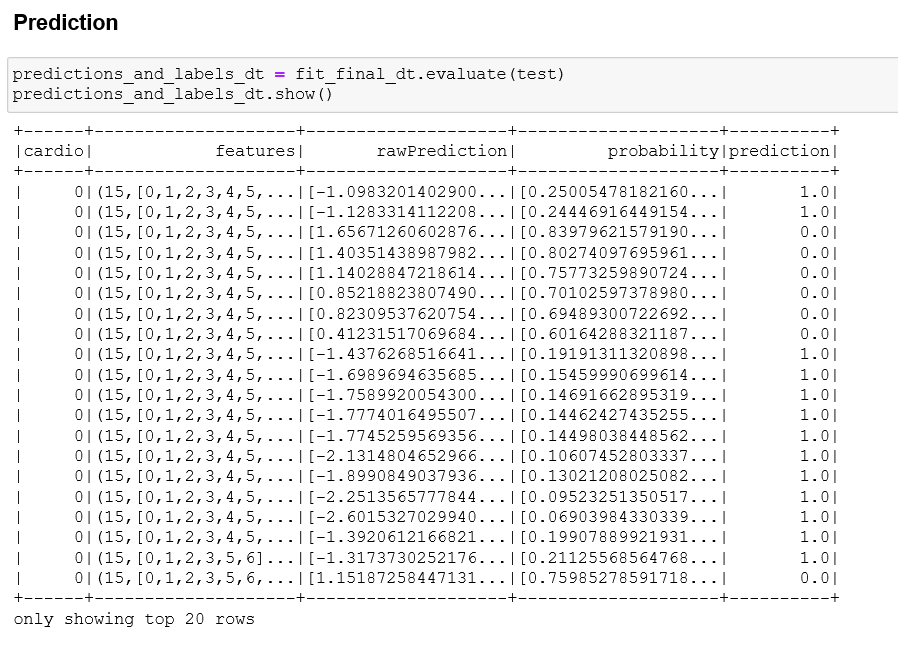 Prediction
predictions_and_labels_dt = fit_final_dt.evaluate(test)
predictions_and_labels_dt.show()
+------+--------------------+--------------------+--------------------+----------+
|cardio|            features|       rawPrediction|         probability|prediction|
+------+--------------------+--------------------+--------------------+----------+
|     0|(15,[0,1,2,3,4,5,...|[-1.0983201402900...|[0.25005478182160...|       1.0|
|     0|(15,[0,1,2,3,4,5,...|[-1.1283314112208...|[0.24446916449154...|       1.0|
|     0|(15,[0,1,2,3,4,5,...|[1.65671260602876...|[0.83979621579190...|       0.0|
|     0|(15,[0,1,2,3,4,5,...|[1.40351438987982...|[0.80274097695961...|       0.0|
|     0|(15,[0,1,2,3,4,5,...|[1.14028847218614...|[0.75773259890724...|       0.0|
|     0|(15,[0,1,2,3,4,5,...|[0.85218823807490...|[0.70102597378980...|       0.0|
|     0|(15,[0,1,2,3,4,5,...|[0.82309537620754...|[0.69489300722692...|       0.0|
|     0|(15,[0,1,2,3,4,5,...|[0.41231517069684...|[0.60164288321187...|       0.0|
|     0|(15,[0,1,2,3,4,5,...|[-1.4376268516641...|[0.19191311320898...|       1.0|
|     0|(15,[0,1,2,3,4,5,...|[-1.6989694635685...|[0.15459990699614...|       1.0|
|     0|(15,[0,1,2,3,4,5,...|[-1.7589920054300...|[0.14691662895319...|       1.0|
|     0|(15,[0,1,2,3,4,5,...|[-1.7774016495507...|[0.14462427435255...|       1.0|
|     0|(15,[0,1,2,3,4,5,...|[-1.7745259569356...|[0.14498038448562...|       1.0|
|     0|(15,[0,1,2,3,4,5,...|[-2.1314804652966...|[0.10607452803337...|       1.0|
|     0|(15,[0,1,2,3,4,5,...|[-1.8990849037936...|[0.13021208025082...|       1.0|
|     0|(15,[0,1,2,3,4,5,...|[-2.2513565777844...|[0.09523251350517...|       1.0|
|     0|(15,[0,1,2,3,4,5,...|[-2.6015327029940...|[0.06903984330339...|       1.0|
|     0|(15,[0,1,2,3,4,5,...|[-1.3920612166821...|[0.19907889921931...|       1.0|
|     0|(15,[0,1,2,3,5,6]...|[-1.3173730252176...|[0.21125568564768...|       1.0|
|     0|(15,[0,1,2,3,5,6,...|[1.15187258447131...|[0.75985278591718...|       0.0|
+------+--------------------+--------------------+--------------------+----------+
only showing top 20 rows